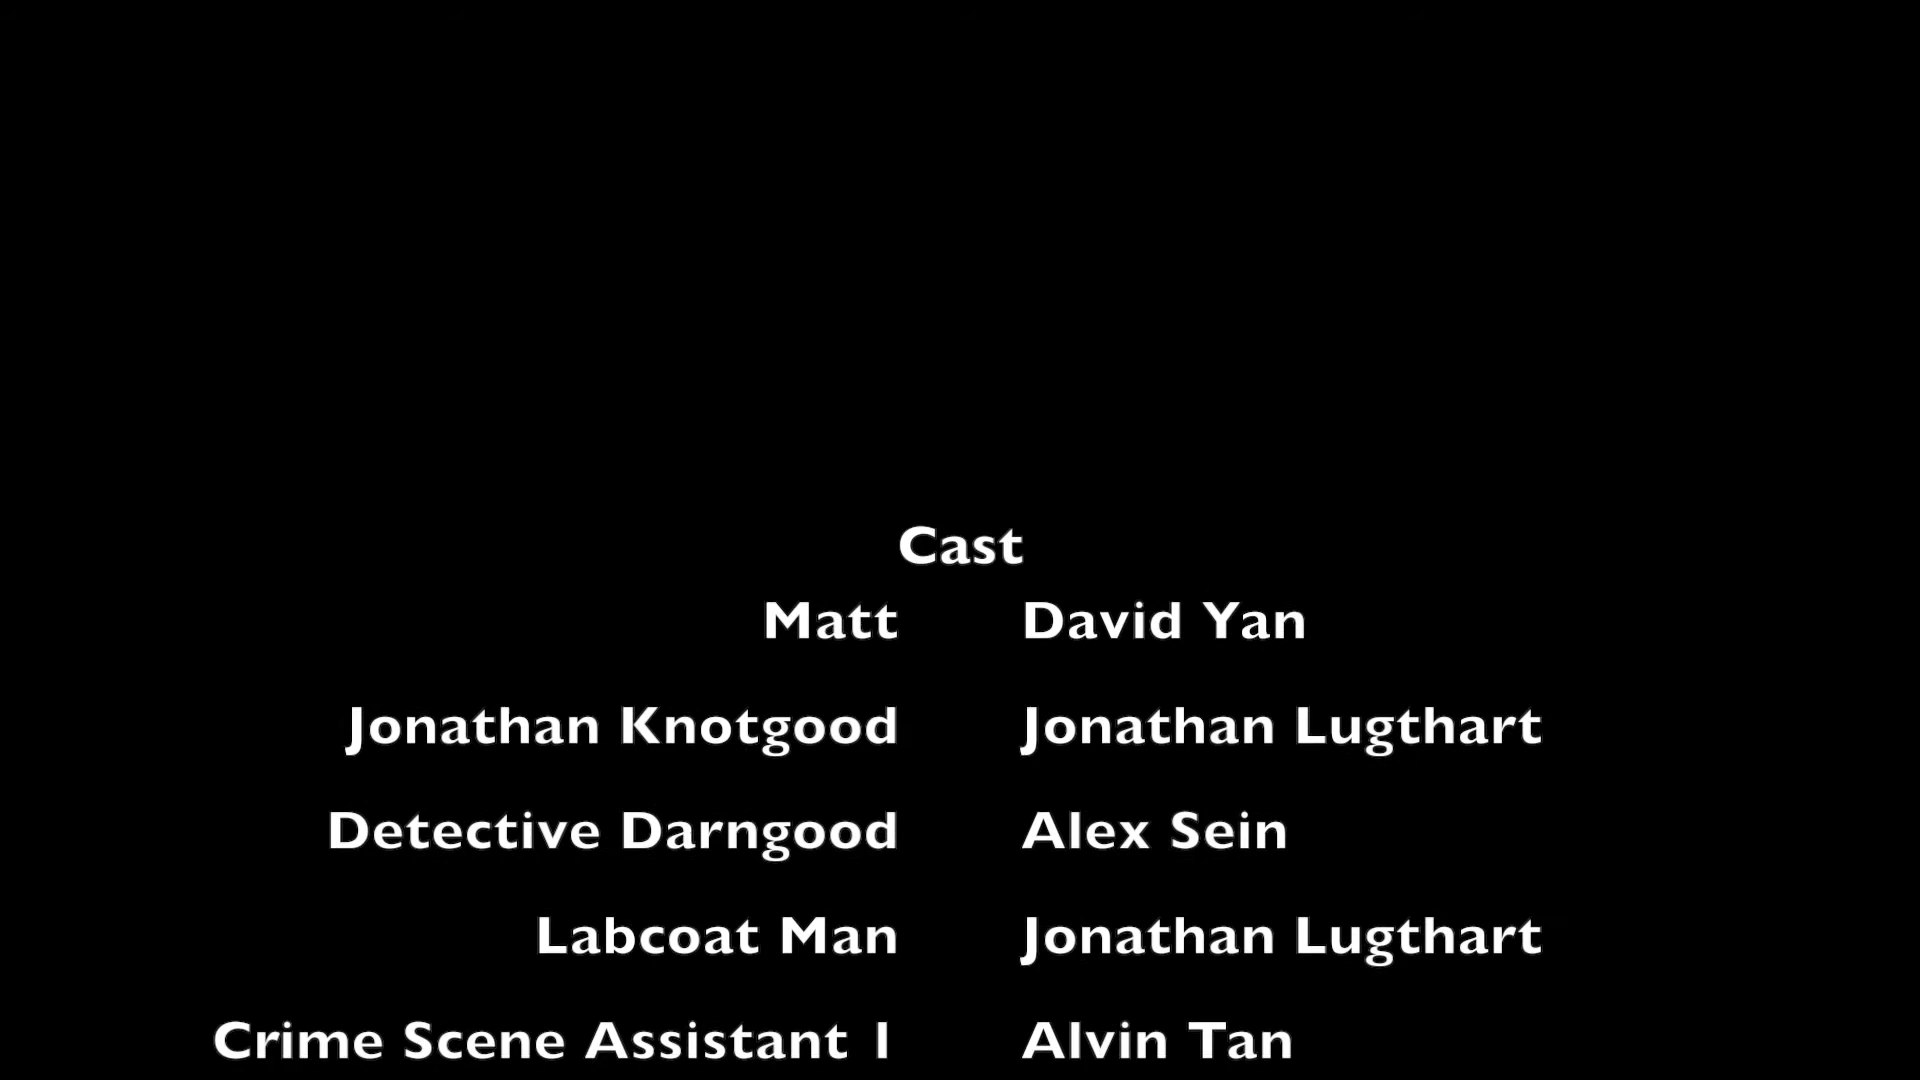 Cast
Matt David Yan
Jonathan Knotgood Jonathan Lugthart
Detective Darngood Alex Sein
Labcoat Man Jonathan Lugthart
Crime Scene Assistant 1 Alvin Tan